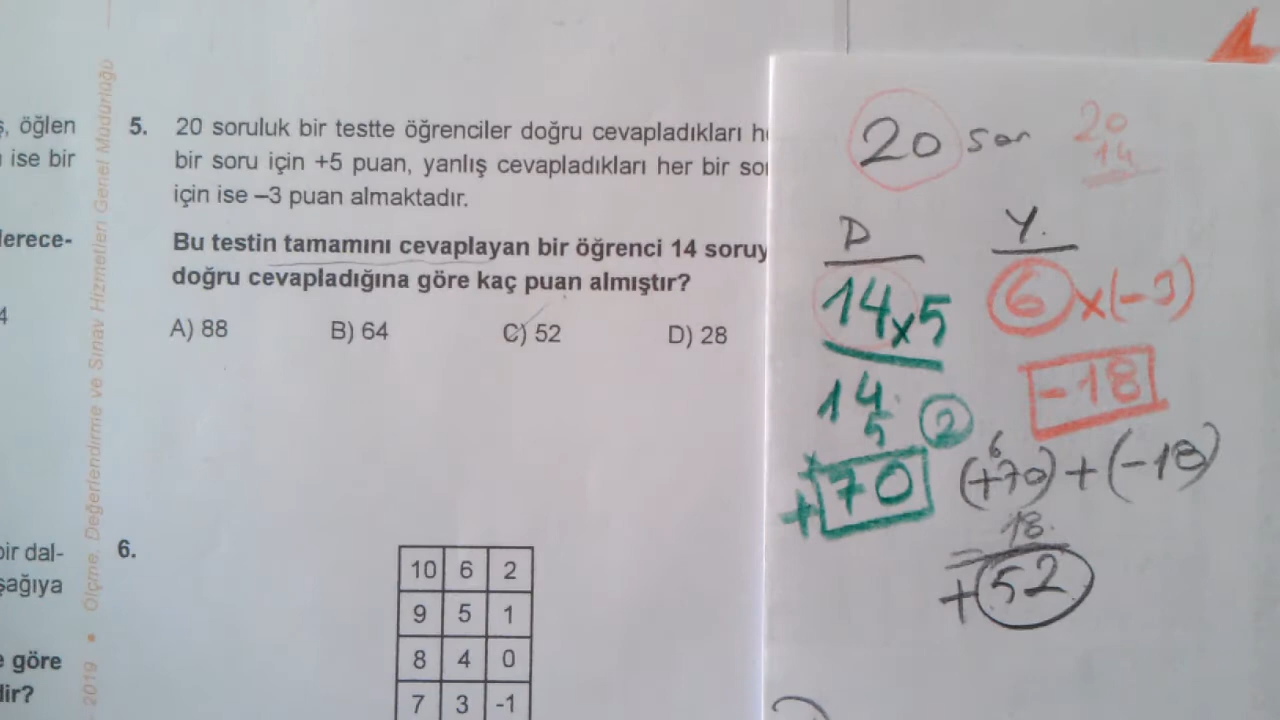 ş, öğlen
ise bir
derece-
4
bir dal-
şağıya
göre
dir?
2019 • Ölçme, Değerlendirme ve Sınav Hizmetleri Genel Müdürlüğü
5. 20 soruluk bir testte öğrenciler doğru cevapladıkları h
bir soru için +5 puan, yanlış cevapladıkları her bir so
için ise –3 puan almaktadır.
Bu testin tamamını cevaplayan bir öğrenci 14 soruy
doğru cevapladığına göre kaç puan almıştır?
A) 88 B) 64 C) 52 D) 28
6.
10 6 2
9 5 1
8 4 0
7 3 -1
20 sor
20
14
D Y.
14x5 6x(-3)
14 -18
5 2
+70 (+70)+(-18)
6
18
= +52